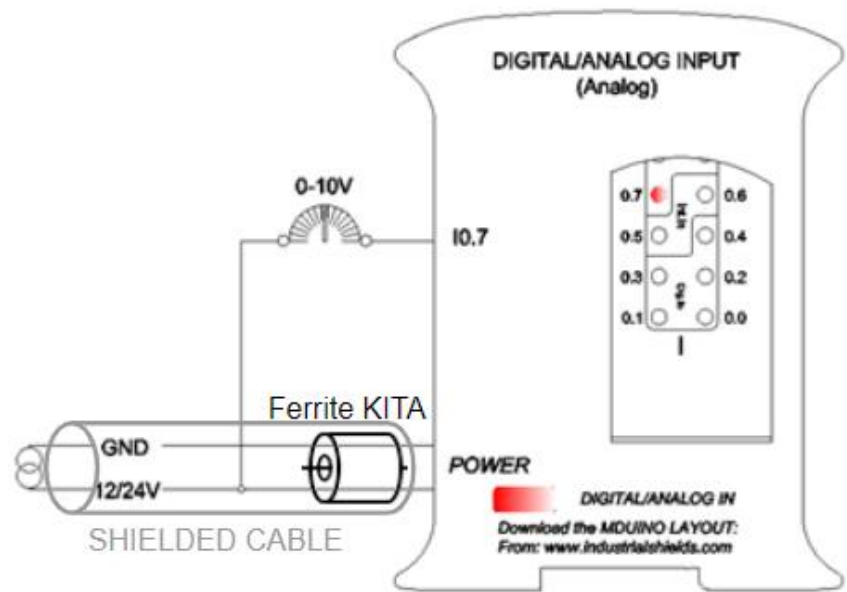 DIGITAL/ANALOG INPUT
(Analog)
0-10V
I0.7
0.7 0.6
0.5 0.4
0.3 0.2
0.1 0.0
I
Ferrite KITA
GND
12/24V
SHIELDED CABLE
POWER
DIGITAL/ANALOG IN
Download the MDUINO LAYOUT:
From: www.industrialshields.com